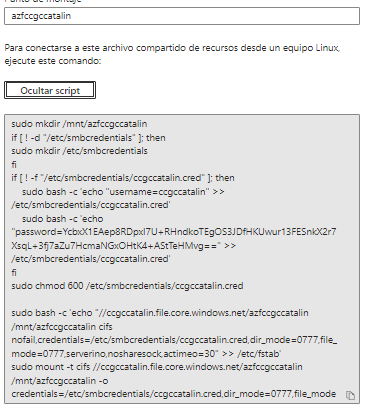 Punto de montaje
azfccgccatalin
Para conectarse a este archivo compartido de recursos desde un equipo Linux,
ejecute este comando:
Ocultar script
sudo mkdir /mnt/azfccgccatalin
if [ ! -d "/etc/smbcredentials" ]; then
sudo mkdir /etc/smbcredentials
fi
if [ ! -f "/etc/smbcredentials/ccgccatalin.cred" ]; then
sudo bash -c 'echo "username=ccgccatalin" >>
/etc/smbcredentials/ccgccatalin.cred'
sudo bash -c 'echo
"password=YcbxX1EAep8RDpxl7U+RHndkoTEgOS3JDfHKUwur13FESnkX2r7
XsqL+3fj7aZu7HcmaNGxOHtK4+AStTeHMvg==" >>
/etc/smbcredentials/ccgccatalin.cred'
fi
sudo chmod 600 /etc/smbcredentials/ccgccatalin.cred
sudo bash -c 'echo "//ccgccatalin.file.core.windows.net/azfccgccatalin
/mnt/azfccgccatalin cifs
nofail,credentials=/etc/smbcredentials/ccgccatalin.cred,dir_mode=0777,file_
mode=0777,serverino,nosharesock,actimeo=30" >> /etc/fstab'
sudo mount -t cifs //ccgccatalin.file.core.windows.net/azfccgccatalin
/mnt/azfccgccatalin -o
credentials=/etc/smbcredentials/ccgccatalin.cred,dir_mode=0777,file_mode